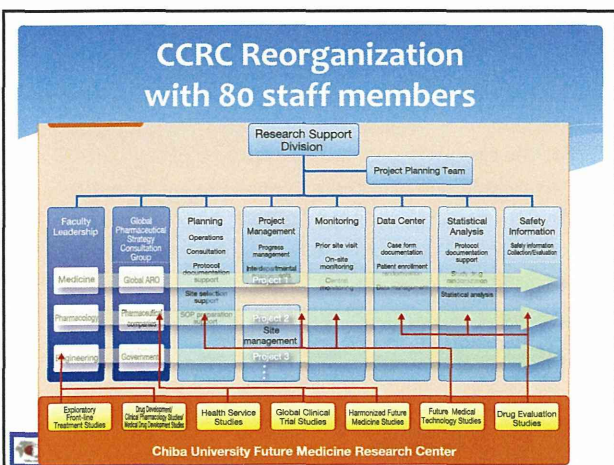 CCRC Reorganization
with 80 staff members
Research Support
Division
Project Planning Team
Faculty
Leadership
Medicine
Pharmacology
Engineering
Global
Pharmaceutical
Strategy
Consultation
Group
Global ARO
Pharmaceutical
companies
Government
Planning
Operations
Consultation
Protocol
documentation
support
Site selection
support
SOP preparation
support
Project
Management
Progress
management
Interdepartmental
Project 1
Project 2
Site
management
Project 3
Monitoring
Prior site visit
On-site
monitoring
Central
monitoring
Data Center
Case form
documentation
Patient enrollment
Statistical
Analysis
Protocol
documentation
support
Statistical analysis
Safety
Information
Safety information
Collection/Evaluation
Exploratory
Front-line
Treatment Studies
Drug Development/
Clinical Pharmacology Studies/
Medical Drug Development Studies
Health Service
Studies
Global Clinical
Trial Studies
Harmonized Future
Medicine Studies
Future Medical
Technology Studies
Drug Evaluation
Studies
Chiba University Future Medicine Research Center